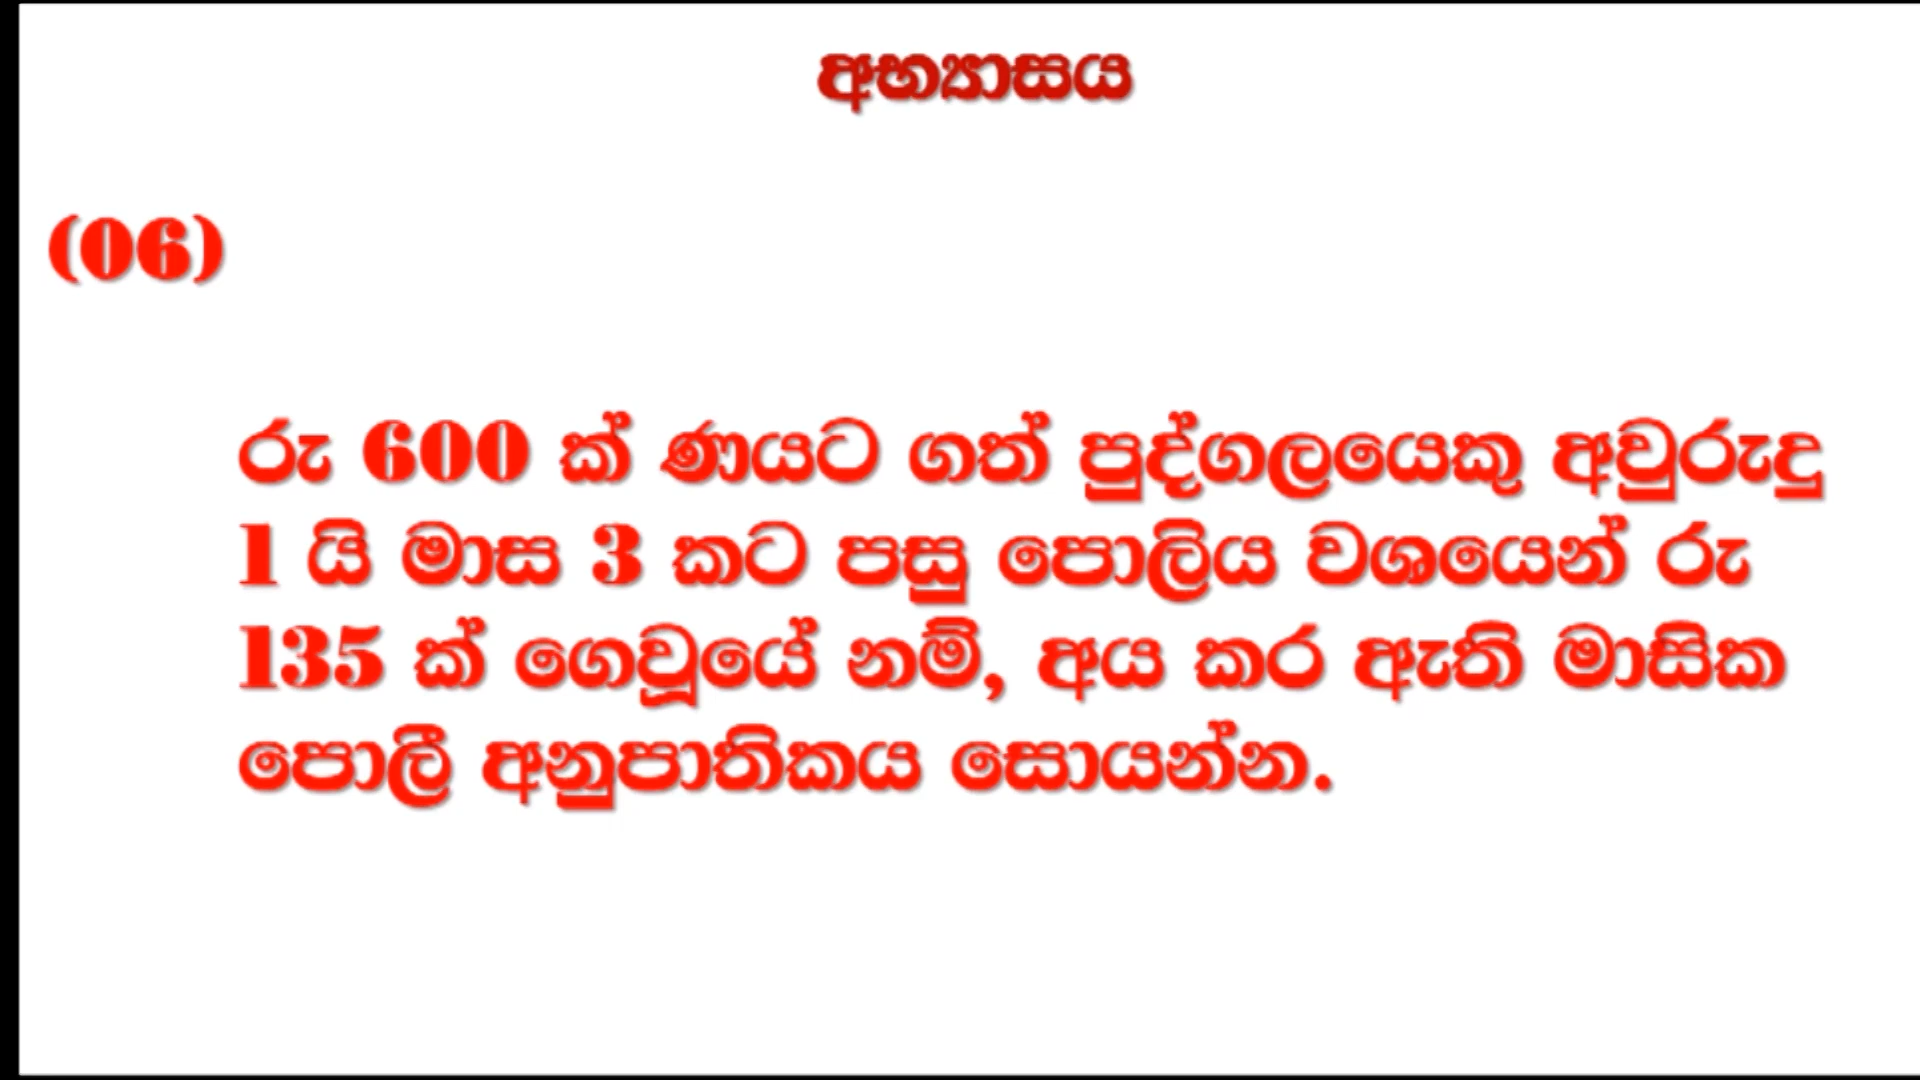 අභ්‍යාසය
(06)
රු 600 ක් ණයට ගත් පුද්ගලයෙකු අවුරුදු
1 යි මාස 3 කට පසු පොලිය වශයෙන් රු
135 ක් ගෙවූයේ නම්, අය කර ඇති මාසික
පොලී අනුපාතිකය සොයන්න.